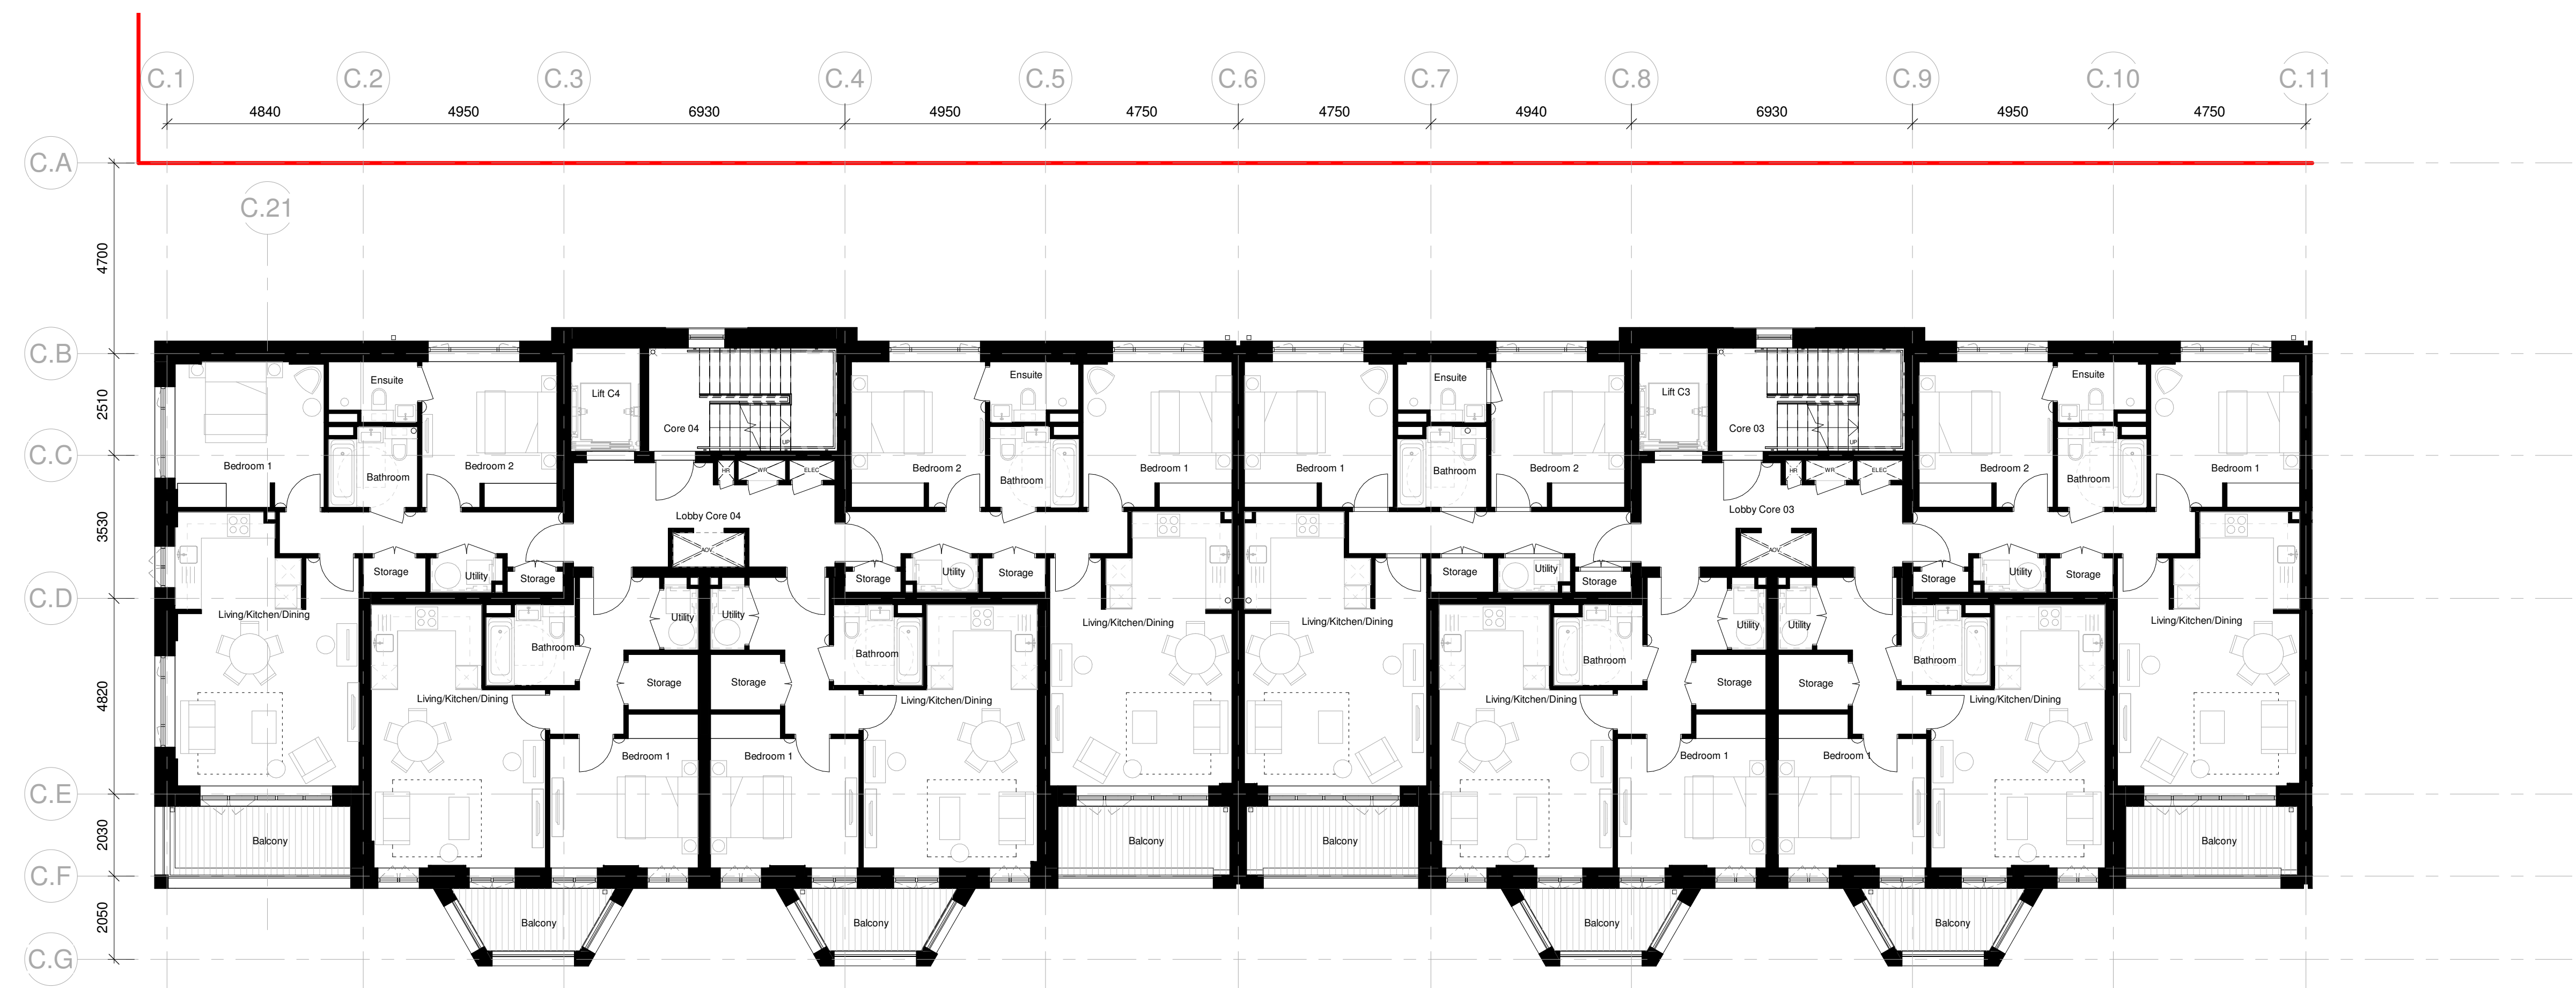 C.1 C.2 C.3 C.4 C.5 C.6 C.7 C.8 C.9 C.10 C.11
4840 4950 6930 4950 4750 4750 4940 6930 4950 4750
C.A
C.21
4700
C.B
Ensuite Ensuite Ensuite Ensuite
Lift C4 Lift C3
2510
Core 04 Core 03
UP UP
C.C
Bedroom 1 Bedroom 2 Bedroom 2 Bedroom 1 Bedroom 1 Bedroom 2 Bedroom 2 Bedroom 1
HR WR ELEC HR WR ELEC
Bathroom Bathroom Bathroom Bathroom
Lobby Core 04 Lobby Core 03
3530
AOV AOV
Storage Utility Storage Storage Utility Storage Storage Utility Storage Storage Utility Storage
C.D
Living/Kitchen/Dining Utility Utility Living/Kitchen/Dining Living/Kitchen/Dining Utility Utility Living/Kitchen/Dining
Bathroom Bathroom Bathroom Bathroom
Storage Storage Storage Storage
4820
Living/Kitchen/Dining Living/Kitchen/Dining Living/Kitchen/Dining Living/Kitchen/Dining
Bedroom 1 Bedroom 1 Bedroom 1 Bedroom 1
C.E
2030
Balcony Balcony Balcony Balcony
C.F
2050
Balcony Balcony Balcony Balcony
C.G